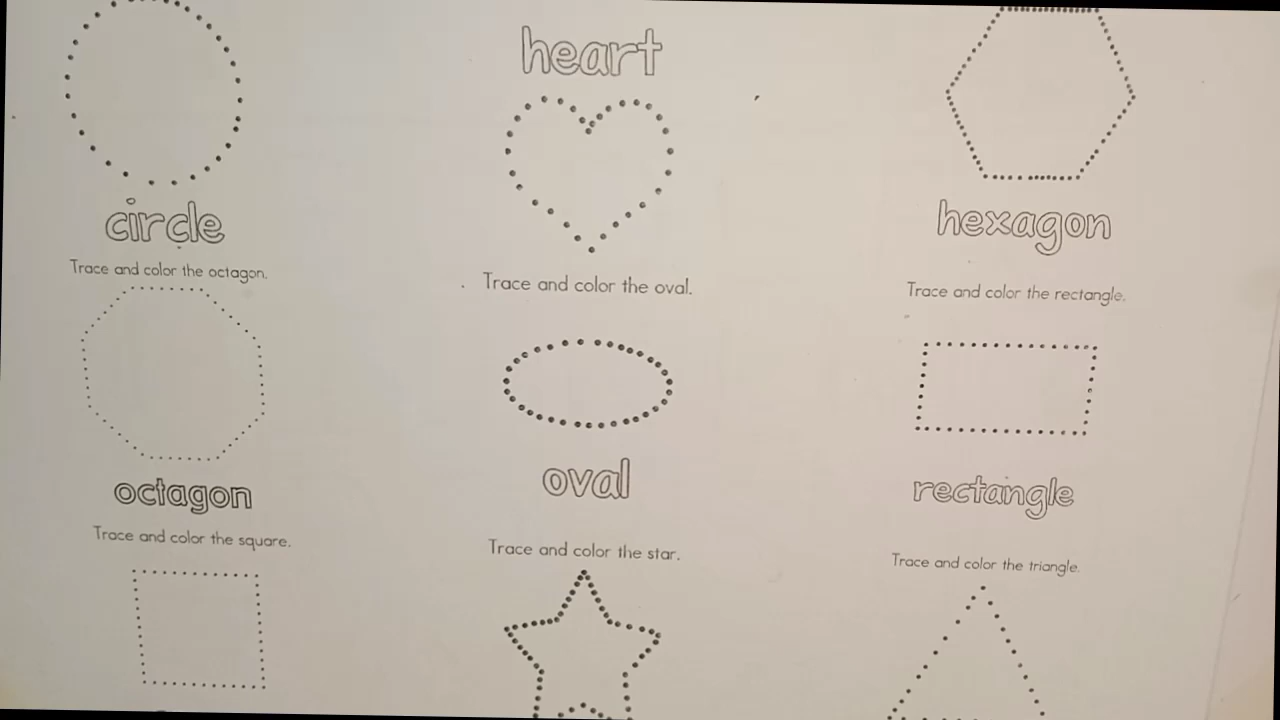 heart
circle
hexagon
Trace and color the octagon.
Trace and color the oval.
Trace and color the rectangle.
octagon
oval
rectangle
Trace and color the square.
Trace and color the star.
Trace and color the triangle.